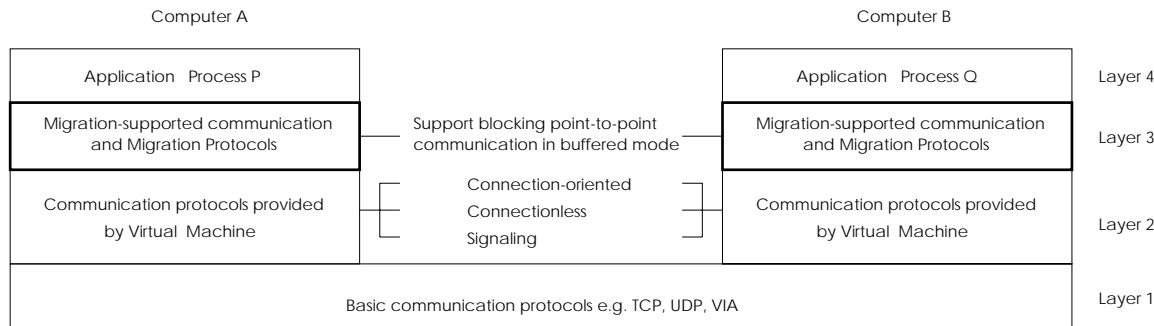 Computer A
Computer B
Application Process P
Application Process Q
Layer 4
Migration-supported communication
and Migration Protocols
Support blocking point-to-point
communication in buffered mode
Migration-supported communication
and Migration Protocols
Layer 3
Communication protocols provided
by Virtual Machine
Connection-oriented
Connectionless
Signaling
Communication protocols provided
by Virtual Machine
Layer 2
Basic communication protocols e.g. TCP, UDP, VIA
Layer 1